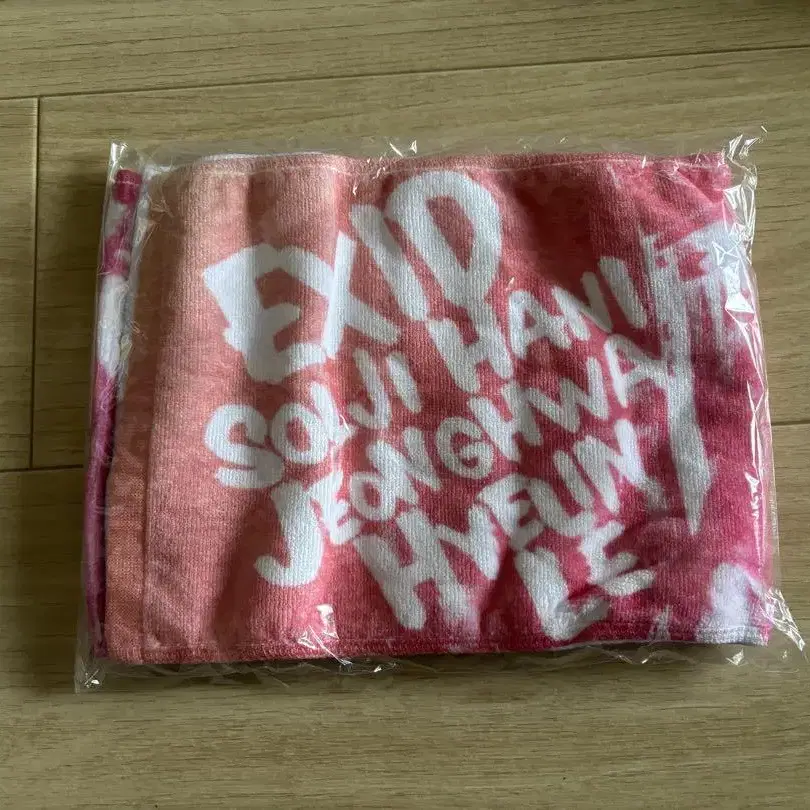 EXID
SOLJI HANI
JEONGHWA
HYELIN
LE